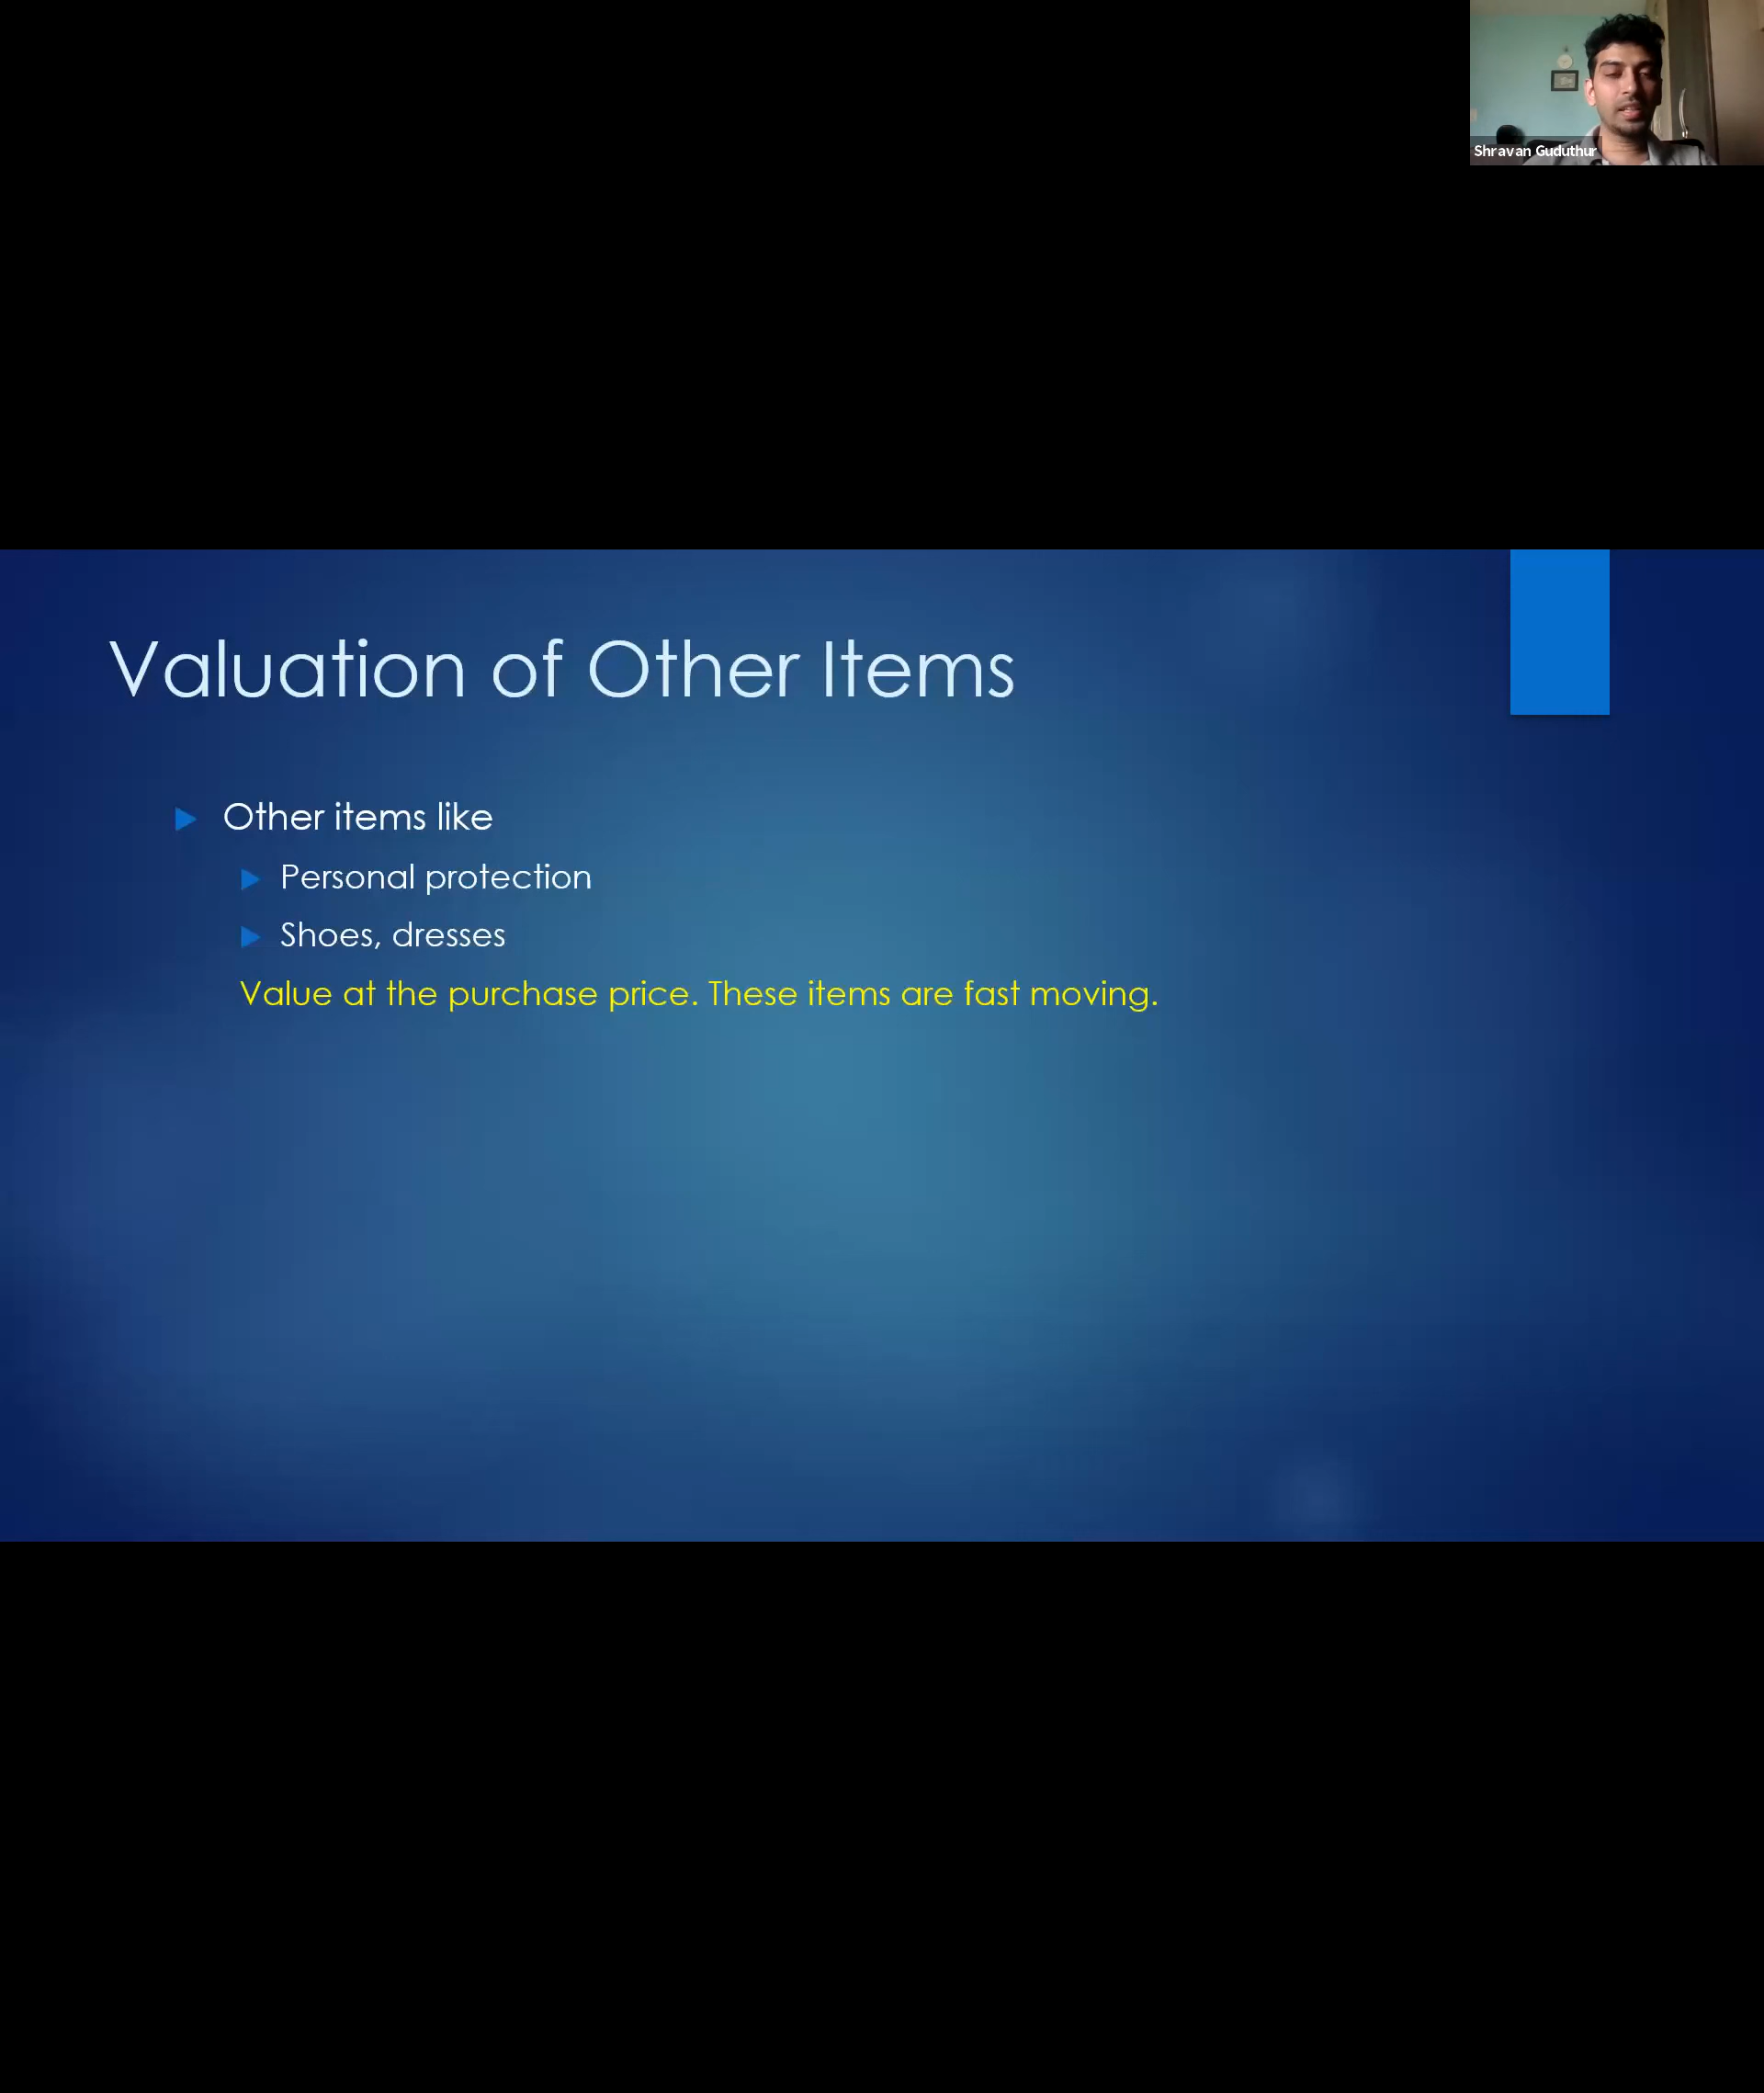 Shravan Guduthur
Valuation of Other Items
Other items like
Personal protection
Shoes, dresses
Value at the purchase price. These items are fast moving.